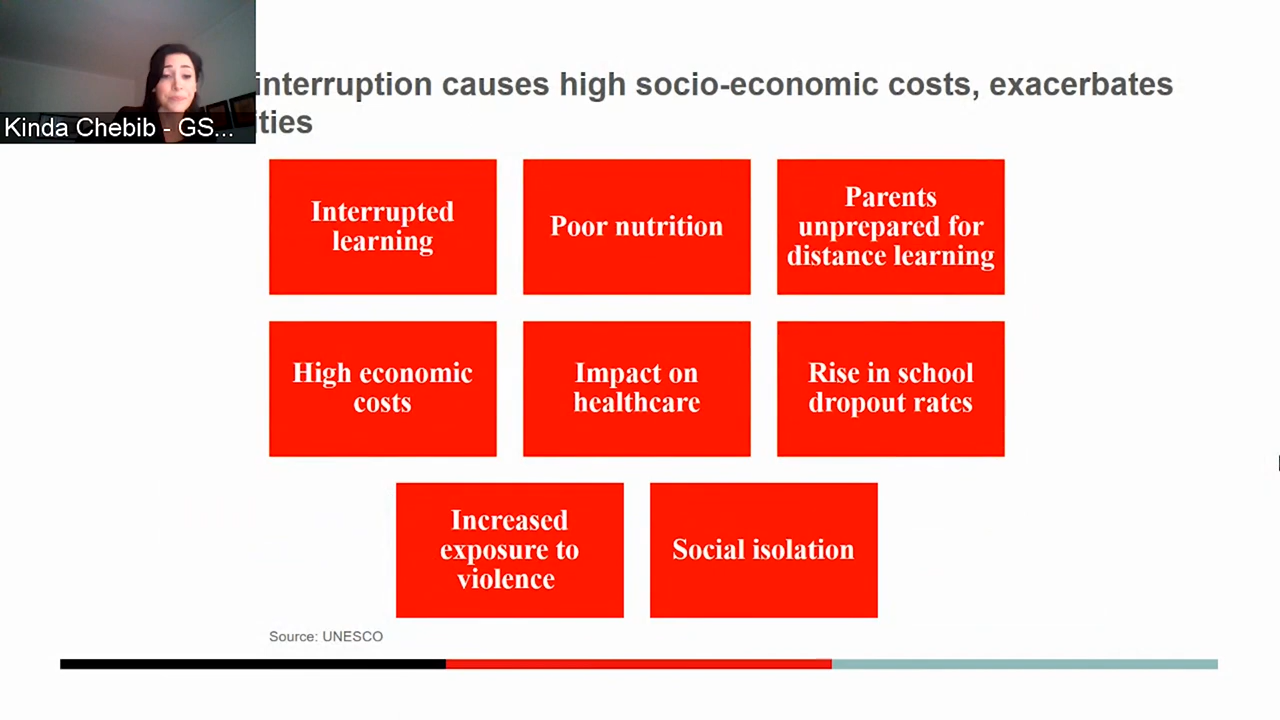 Kinda Chebib - GS...
interruption causes high socio-economic costs, exacerbates
ities
Interrupted
learning
Poor nutrition
Parents
unprepared for
distance learning
High economic
costs
Impact on
healthcare
Rise in school
dropout rates
Increased
exposure to
violence
Social isolation
Source: UNESCO